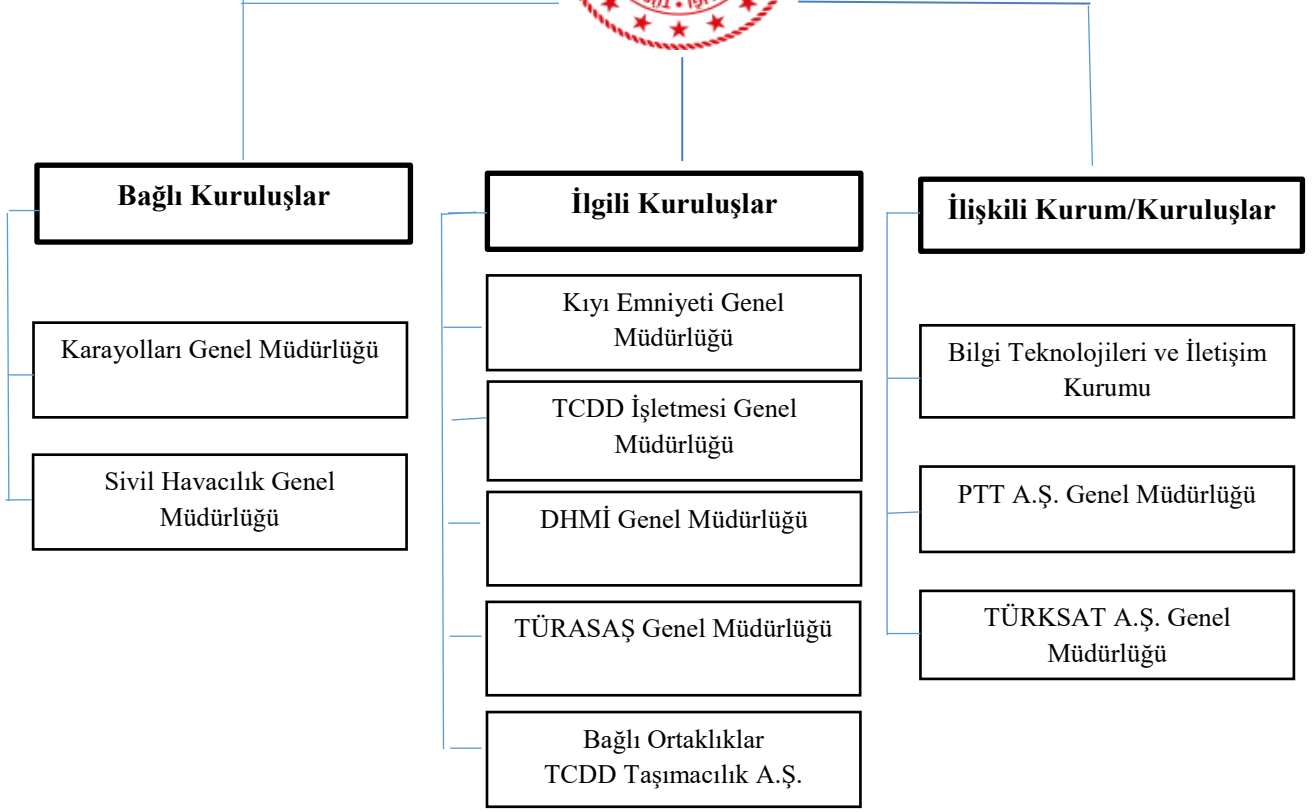 Bağlı Kuruluşlar
Karayolları Genel Müdürlüğü
Sivil Havacılık Genel
Müdürlüğü
İlgili Kuruluşlar
Kıyı Emniyeti Genel
Müdürlüğü
TCDD İşletmesi Genel
Müdürlüğü
DHMİ Genel Müdürlüğü
TÜRASAŞ Genel Müdürlüğü
Bağlı Ortaklıklar
TCDD Taşımacılık A.Ş.
İlişkili Kurum/Kuruluşlar
Bilgi Teknolojileri ve İletişim
Kurumu
PTT A.Ş. Genel Müdürlüğü
TÜRKSAT A.Ş. Genel
Müdürlüğü